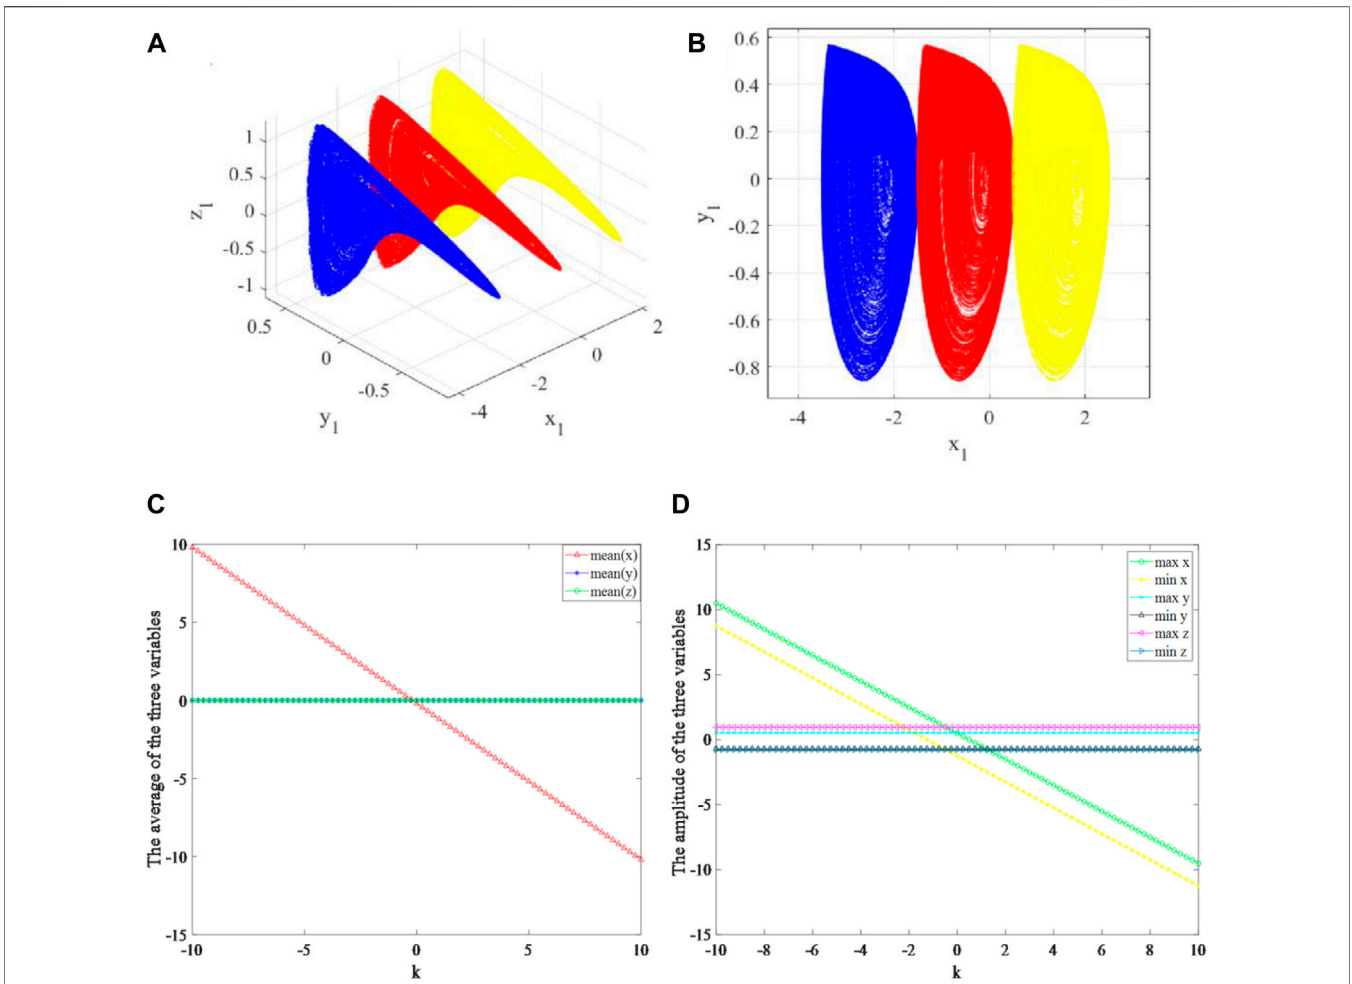 A
1
0.5
0
-0.5
-1
z1
0.5
0
-0.5
y1
-4
-2
0
2
x1
B
0.6
0.4
0.2
0
-0.2
-0.4
-0.6
-0.8
y1
-4
-2
0
2
x1
C
10
5
0
-5
-10
-15
The average of the three variables
mean(x)
mean(y)
mean(z)
-10
-5
0
5
10
k
D
15
10
5
0
-5
-10
-15
The amplitude of the three variables
max x
min x
max y
min y
max z
min z
-10
-8
-6
-4
-2
0
2
4
6
8
10
k